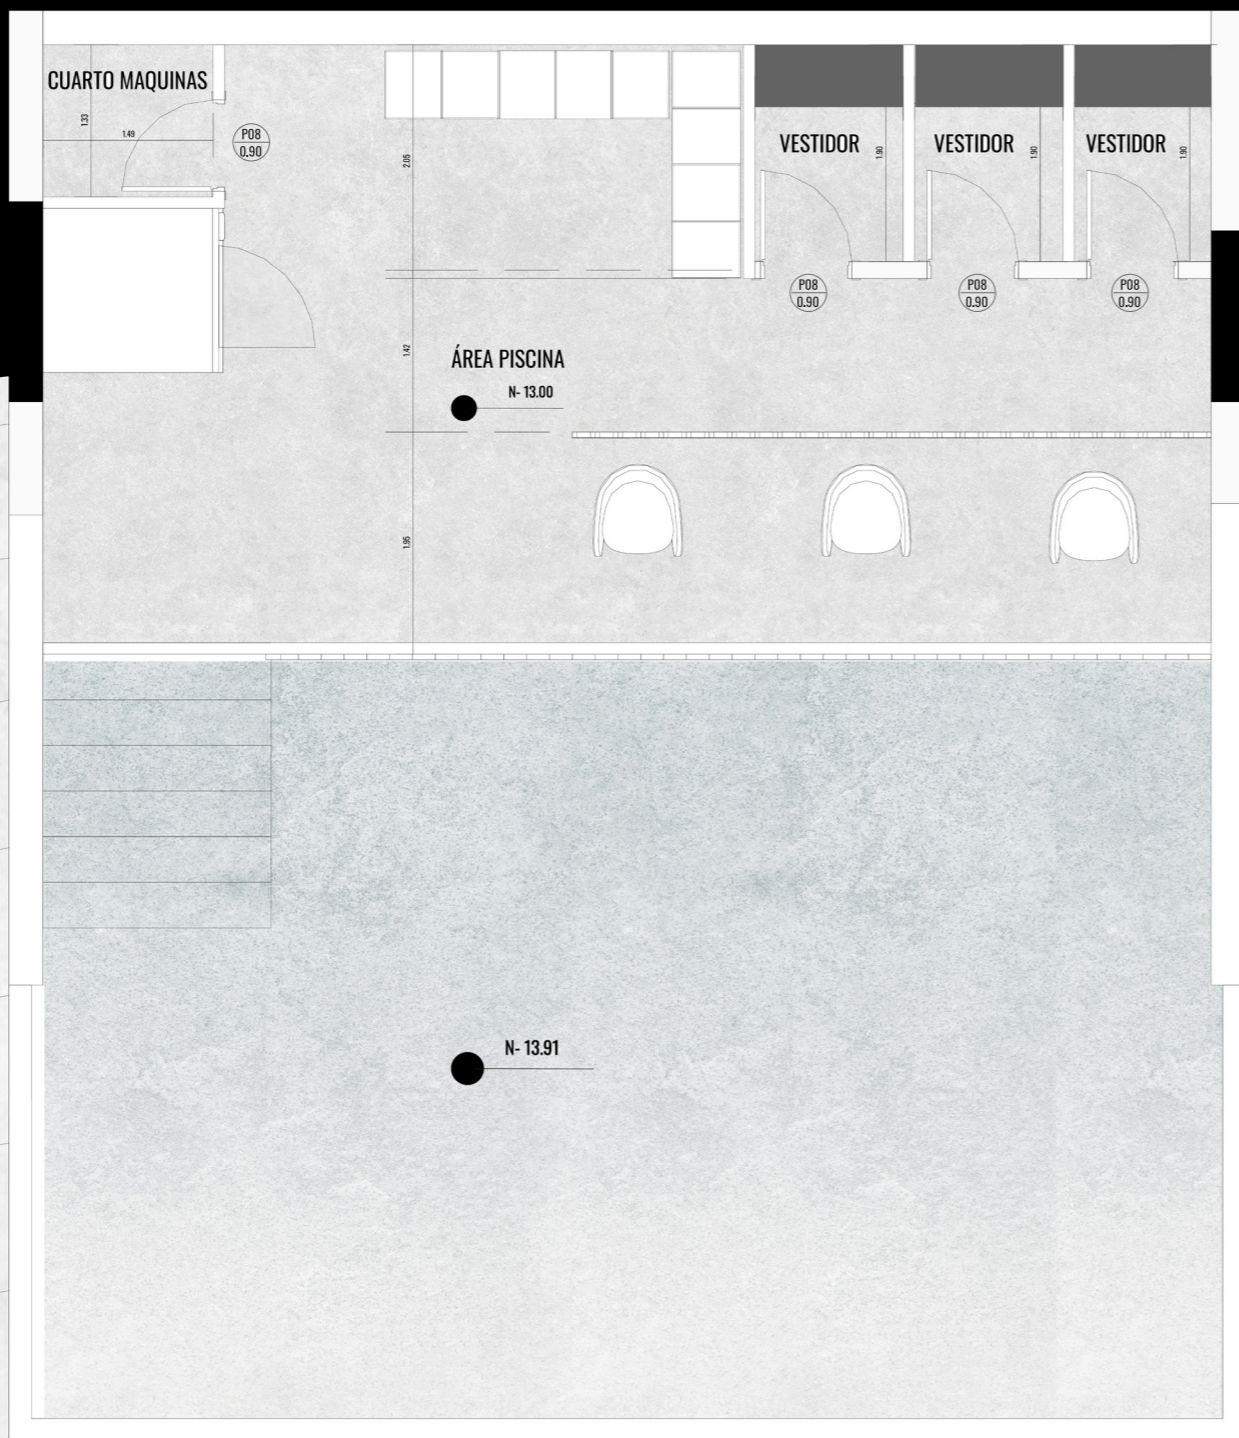 CUARTO MAQUINAS
1.33
1.49
P08
0.90
2.05
VESTIDOR
1.90
VESTIDOR
1.90
VESTIDOR
1.90
P08
0.90
P08
0.90
P08
0.90
1.42
ÁREA PISCINA
N- 13.00
1.95
N- 13.91